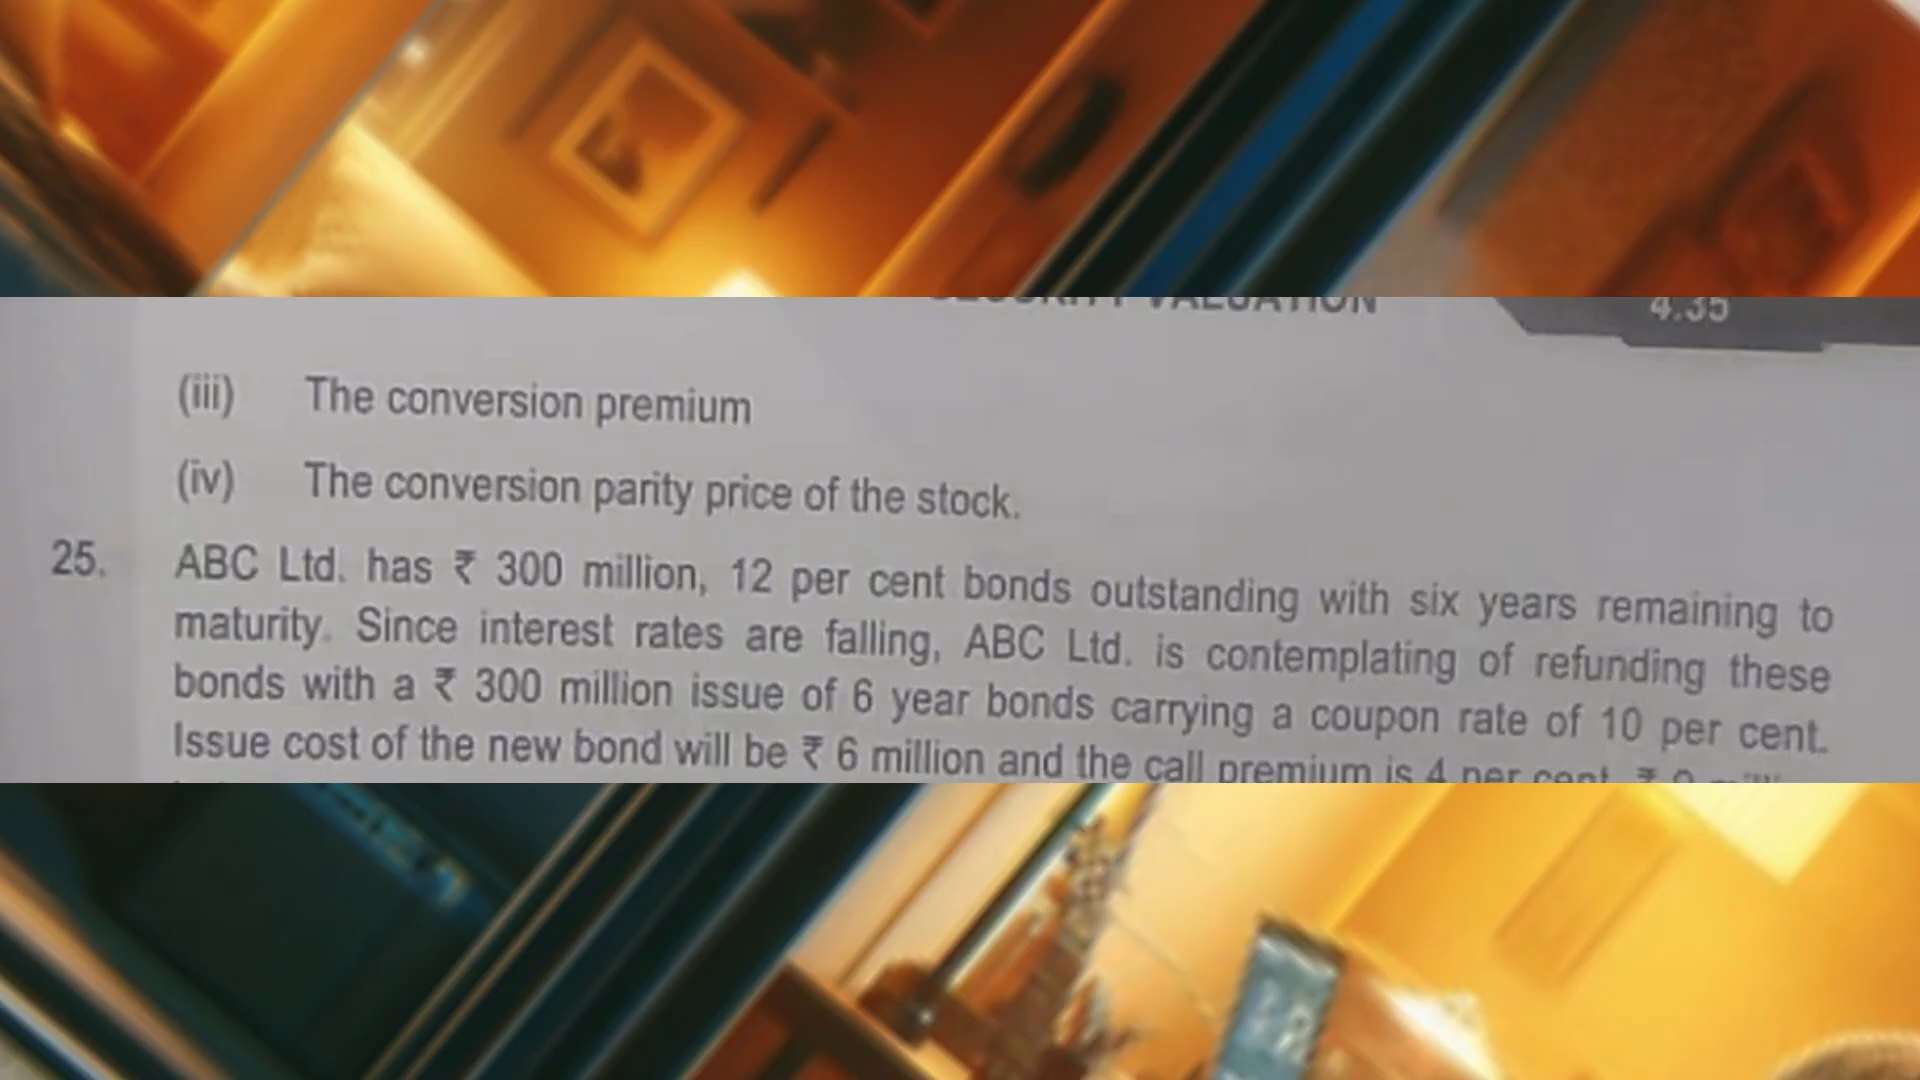 SECURITY VALUATION 4.35
(iii) The conversion premium
(iv) The conversion parity price of the stock.
25. ABC Ltd. has ₹ 300 million, 12 per cent bonds outstanding with six years remaining to
maturity. Since interest rates are falling, ABC Ltd. is contemplating of refunding these
bonds with a ₹ 300 million issue of 6 year bonds carrying a coupon rate of 10 per cent.
Issue cost of the new bond will be ₹ 6 million and the call premium is 4 per cent. ₹